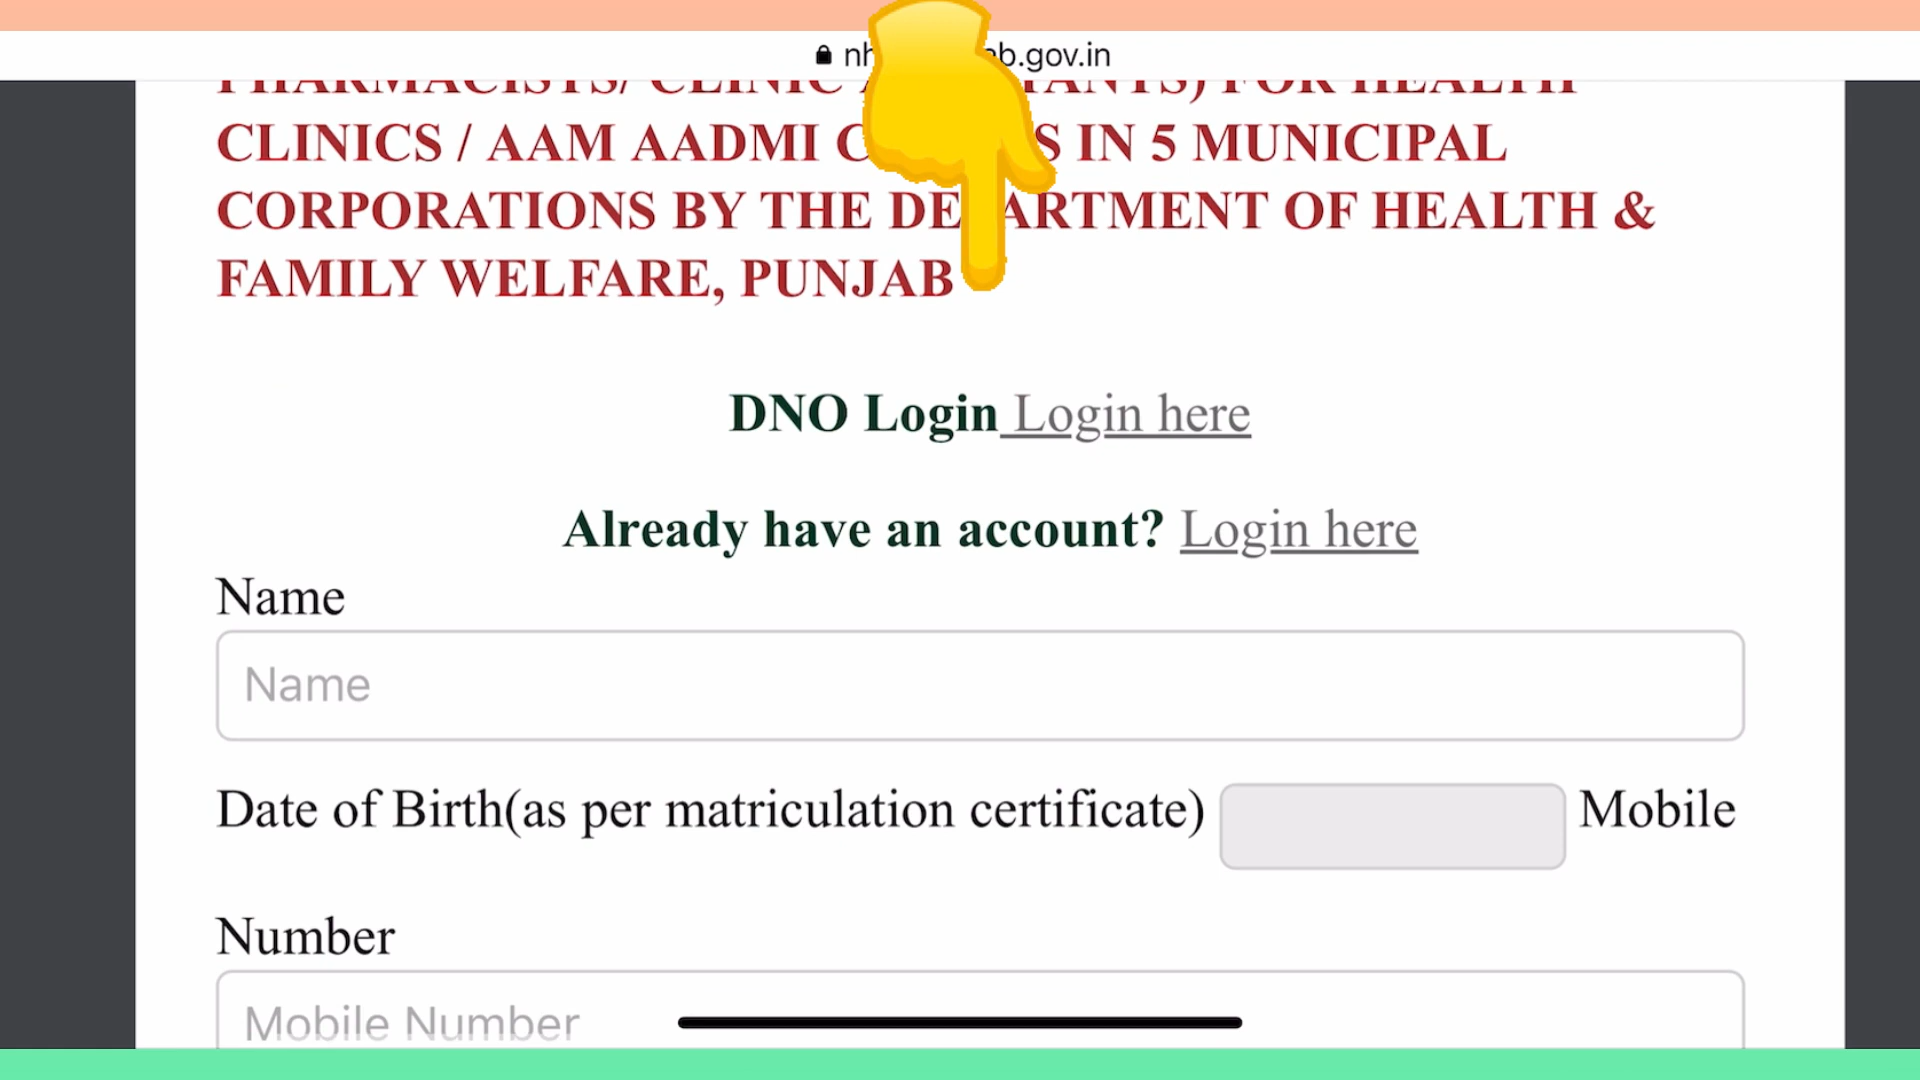 .gov.in
CLINICS / AAM AADMI IN 5 MUNICIPAL
CORPORATIONS BY THE DEPARTMENT OF HEALTH &
FAMILY WELFARE, PUNJAB
DNO Login Login here
Already have an account? Login here
Name
Name
Date of Birth(as per matriculation certificate) Mobile
Number
Mobile Number